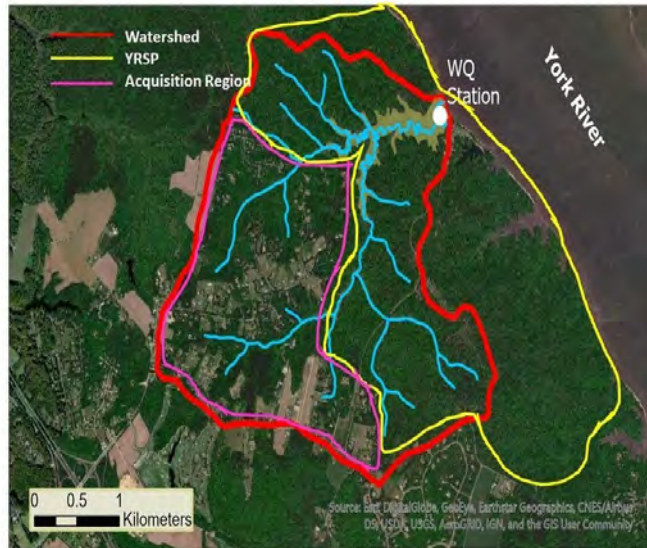 Watershed
YRSP
Acquisition Region
WQ
Station
York River
0 0.5 1
Kilometers
Source: Esri, DigitalGlobe, GeoEye, Earthstar Geographics, CNES/Airbus
DS, USDA, USGS, AeroGRID, IGN, and the GIS User Community